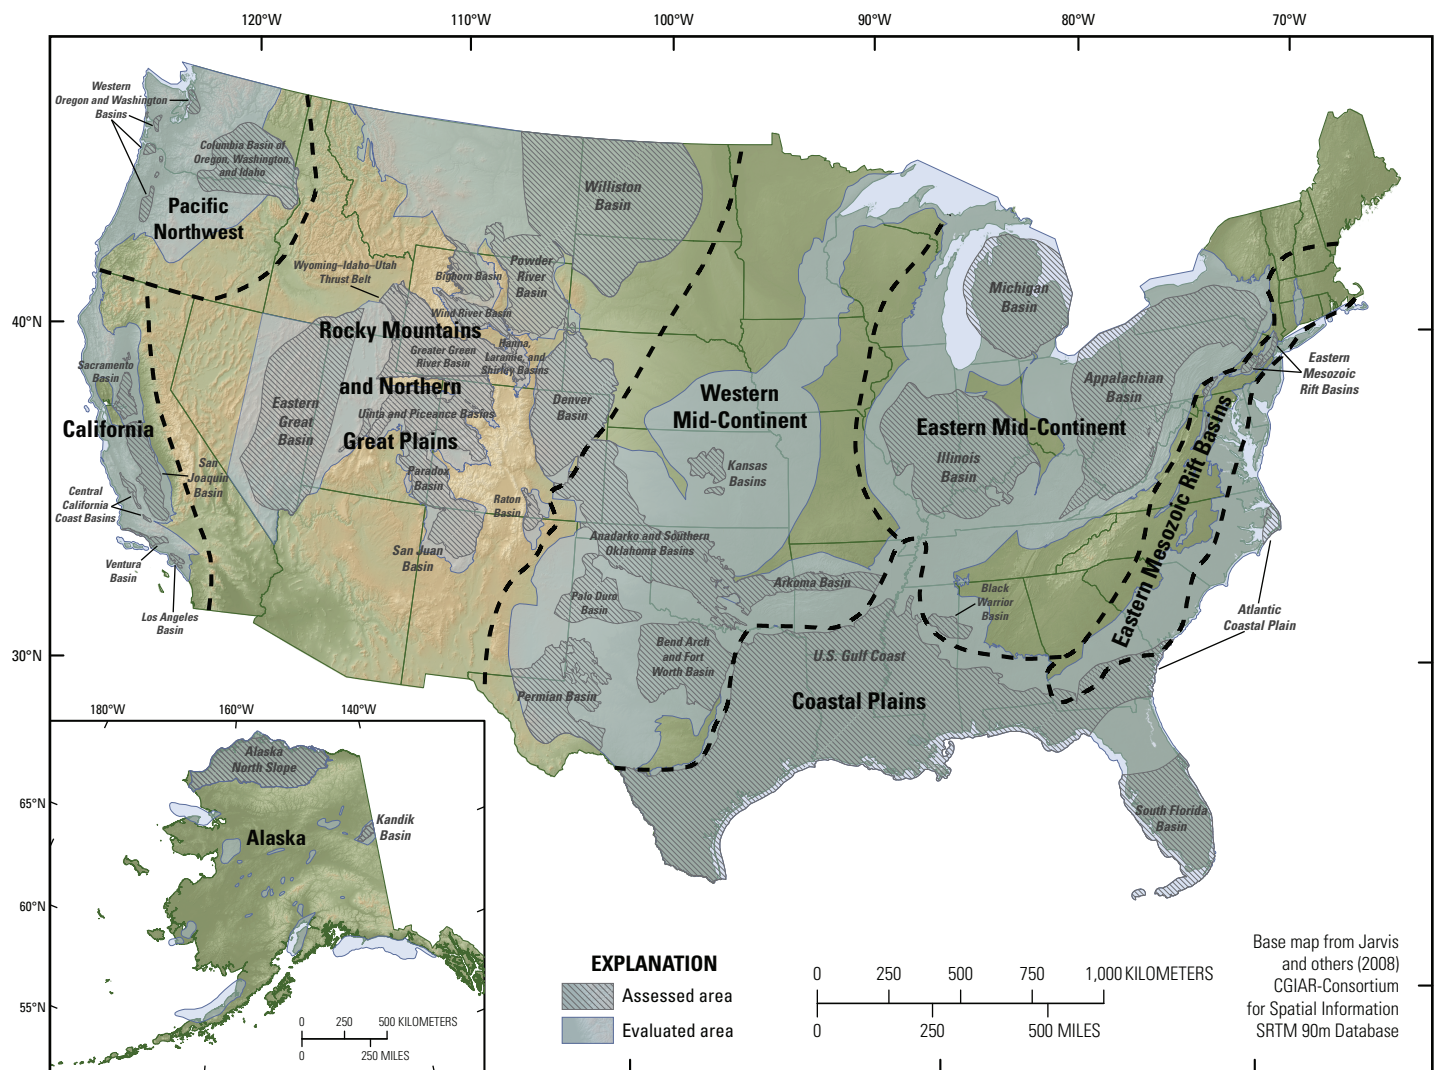 120°W
110°W
100°W
90°W
80°W
70°W
40°N
30°N
Western
Oregon and Washington
Basins
Columbia Basin of
Oregon, Washington,
and Idaho
Pacific
Northwest
Williston
Basin
Wyoming–Idaho–Utah
Thrust Belt
Bighorn Basin
Powder
River
Basin
Wind River Basin
Rocky Mountains
and Northern
Great Plains
Greater Green
River Basin
Hanna,
Laramie, and
Shirley Basins
Uinta and Piceance Basins
Denver
Basin
Eastern
Great
Basin
Paradox
Basin
Raton
Basin
San Juan
Basin
Sacramento
Basin
California
San
Joaquin
Basin
Central
California
Coast Basins
Ventura
Basin
Los Angeles
Basin
Western
Mid-Continent
Kansas
Basins
Anadarko and Southern
Oklahoma Basins
Arkoma Basin
Palo Duro
Basin
Bend Arch
and Fort
Worth Basin
Permian Basin
Michigan
Basin
Eastern Mid-Continent
Illinois
Basin
Appalachian
Basin
Black
Warrior
Basin
Eastern
Mesozoic
Rift Basins
Eastern Mesozoic Rift Basins
Atlantic
Coastal Plain
U.S. Gulf Coast
Coastal Plains
South Florida
Basin
180°W
160°W
140°W
65°N
60°N
55°N
Alaska
North Slope
Alaska
Kandik
Basin
0 250 500 KILOMETERS
0 250 MILES
EXPLANATION
Assessed area
Evaluated area
0 250 500 750 1,000 KILOMETERS
0 250 500 MILES
Base map from Jarvis
and others (2008)
CGIAR-Consortium
for Spatial Information
SRTM 90m Database